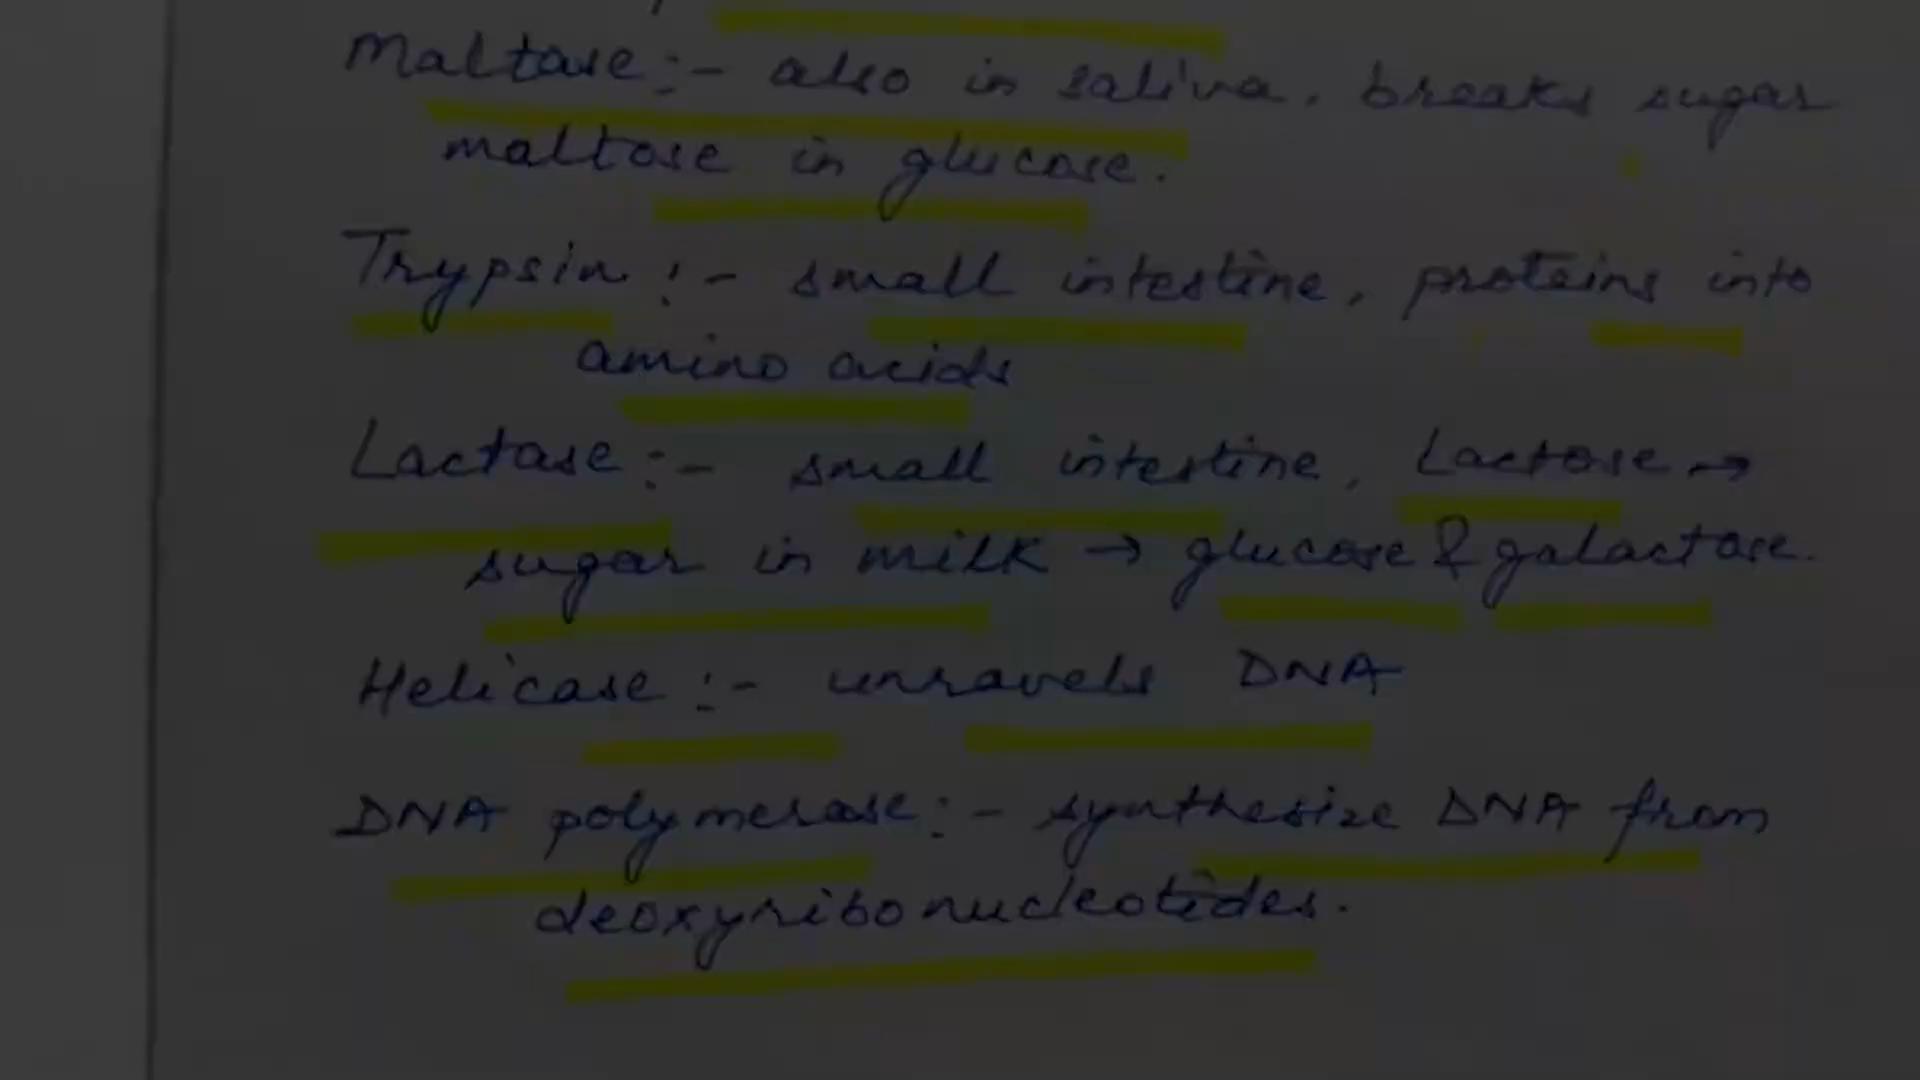 Maltase:- also in saliva, breaks sugar
maltose in glucose.
Trypsin :- small intestine, proteins into
amino acids
Lactase:- small intestine, Lactose →
sugar in milk → glucose & galactose.
Helicase :- unravels DNA
DNA polymerase:- synthesize DNA from
deoxyribonucleotides.